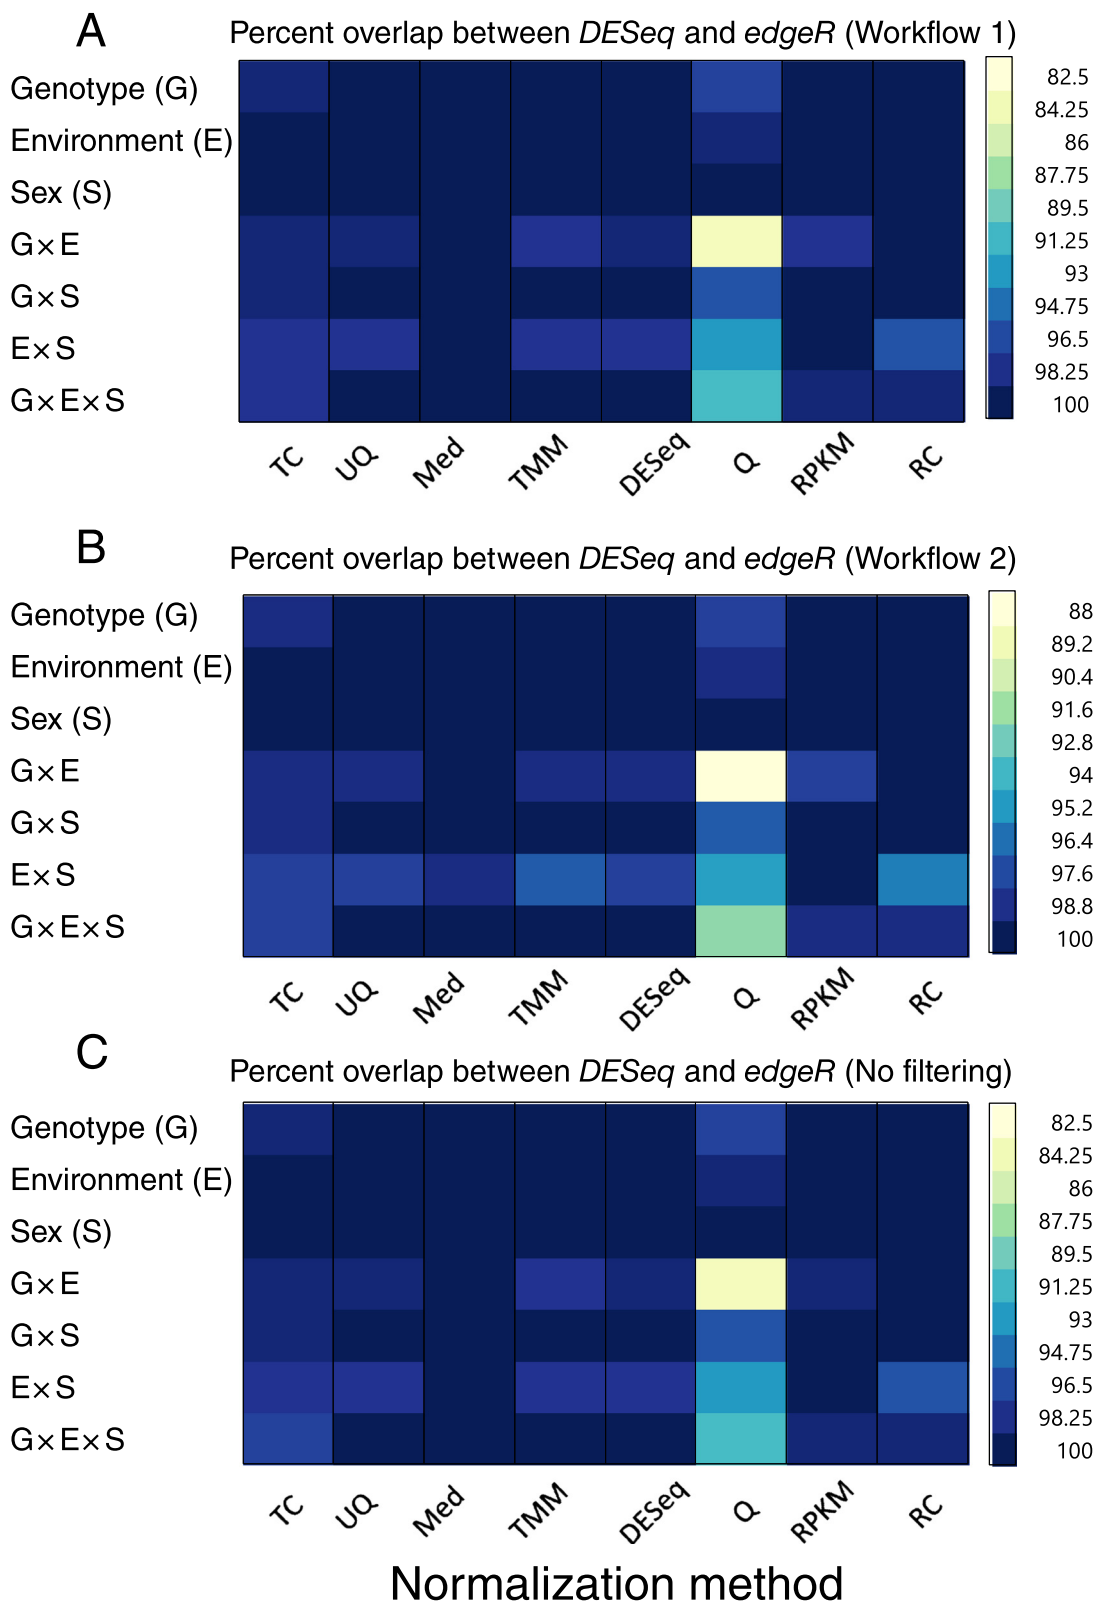 A
Percent overlap between DESeq and edgeR (Workflow 1)
Genotype (G)
Environment (E)
Sex (S)
G×E
G×S
E×S
G×E×S
82.5
84.25
86
87.75
89.5
91.25
93
94.75
96.5
98.25
100
TC
UQ
Med
TMM
DESeq
Q
RPKM
RC
B
Percent overlap between DESeq and edgeR (Workflow 2)
Genotype (G)
Environment (E)
Sex (S)
G×E
G×S
E×S
G×E×S
88
89.2
90.4
91.6
92.8
94
95.2
96.4
97.6
98.8
100
TC
UQ
Med
TMM
DESeq
Q
RPKM
RC
C
Percent overlap between DESeq and edgeR (No filtering)
Genotype (G)
Environment (E)
Sex (S)
G×E
G×S
E×S
G×E×S
82.5
84.25
86
87.75
89.5
91.25
93
94.75
96.5
98.25
100
TC
UQ
Med
TMM
DESeq
Q
RPKM
RC
Normalization method